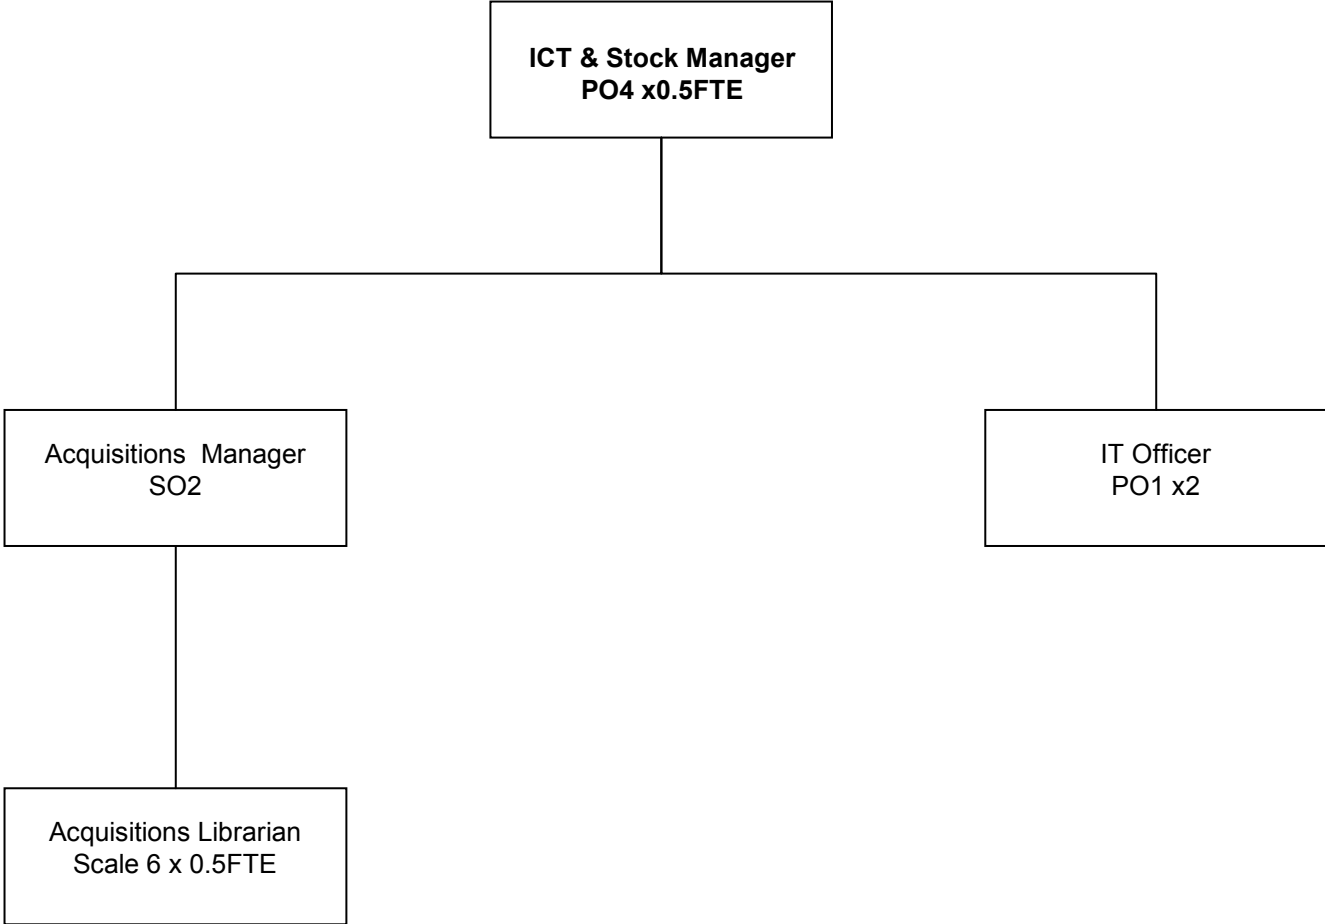 ICT & Stock Manager
PO4 x0.5FTE
Acquisitions  Manager
SO2
IT Officer
PO1 x2
Acquisitions Librarian
Scale 6 x 0.5FTE